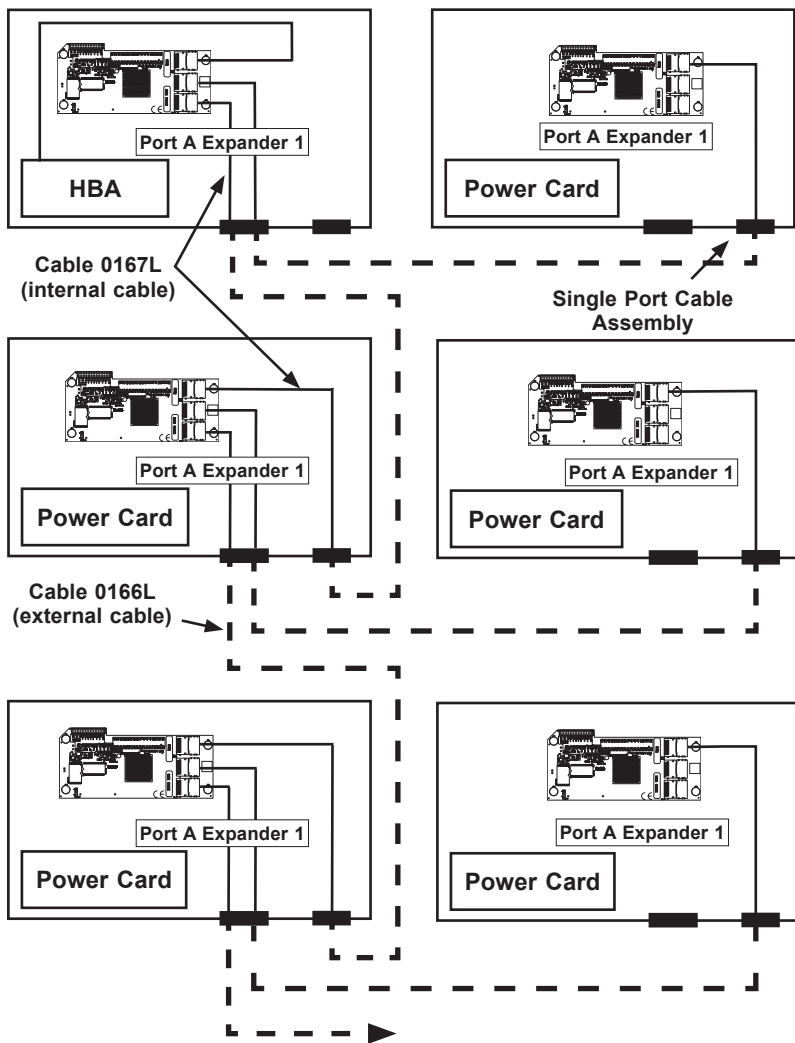 Port A Expander 1
HBA
Port A Expander 1
Power Card
Cable 0167L
(internal cable)
Single Port Cable
Assembly
Port A Expander 1
Power Card
Port A Expander 1
Power Card
Cable 0166L
(external cable)
Port A Expander 1
Power Card
Port A Expander 1
Power Card